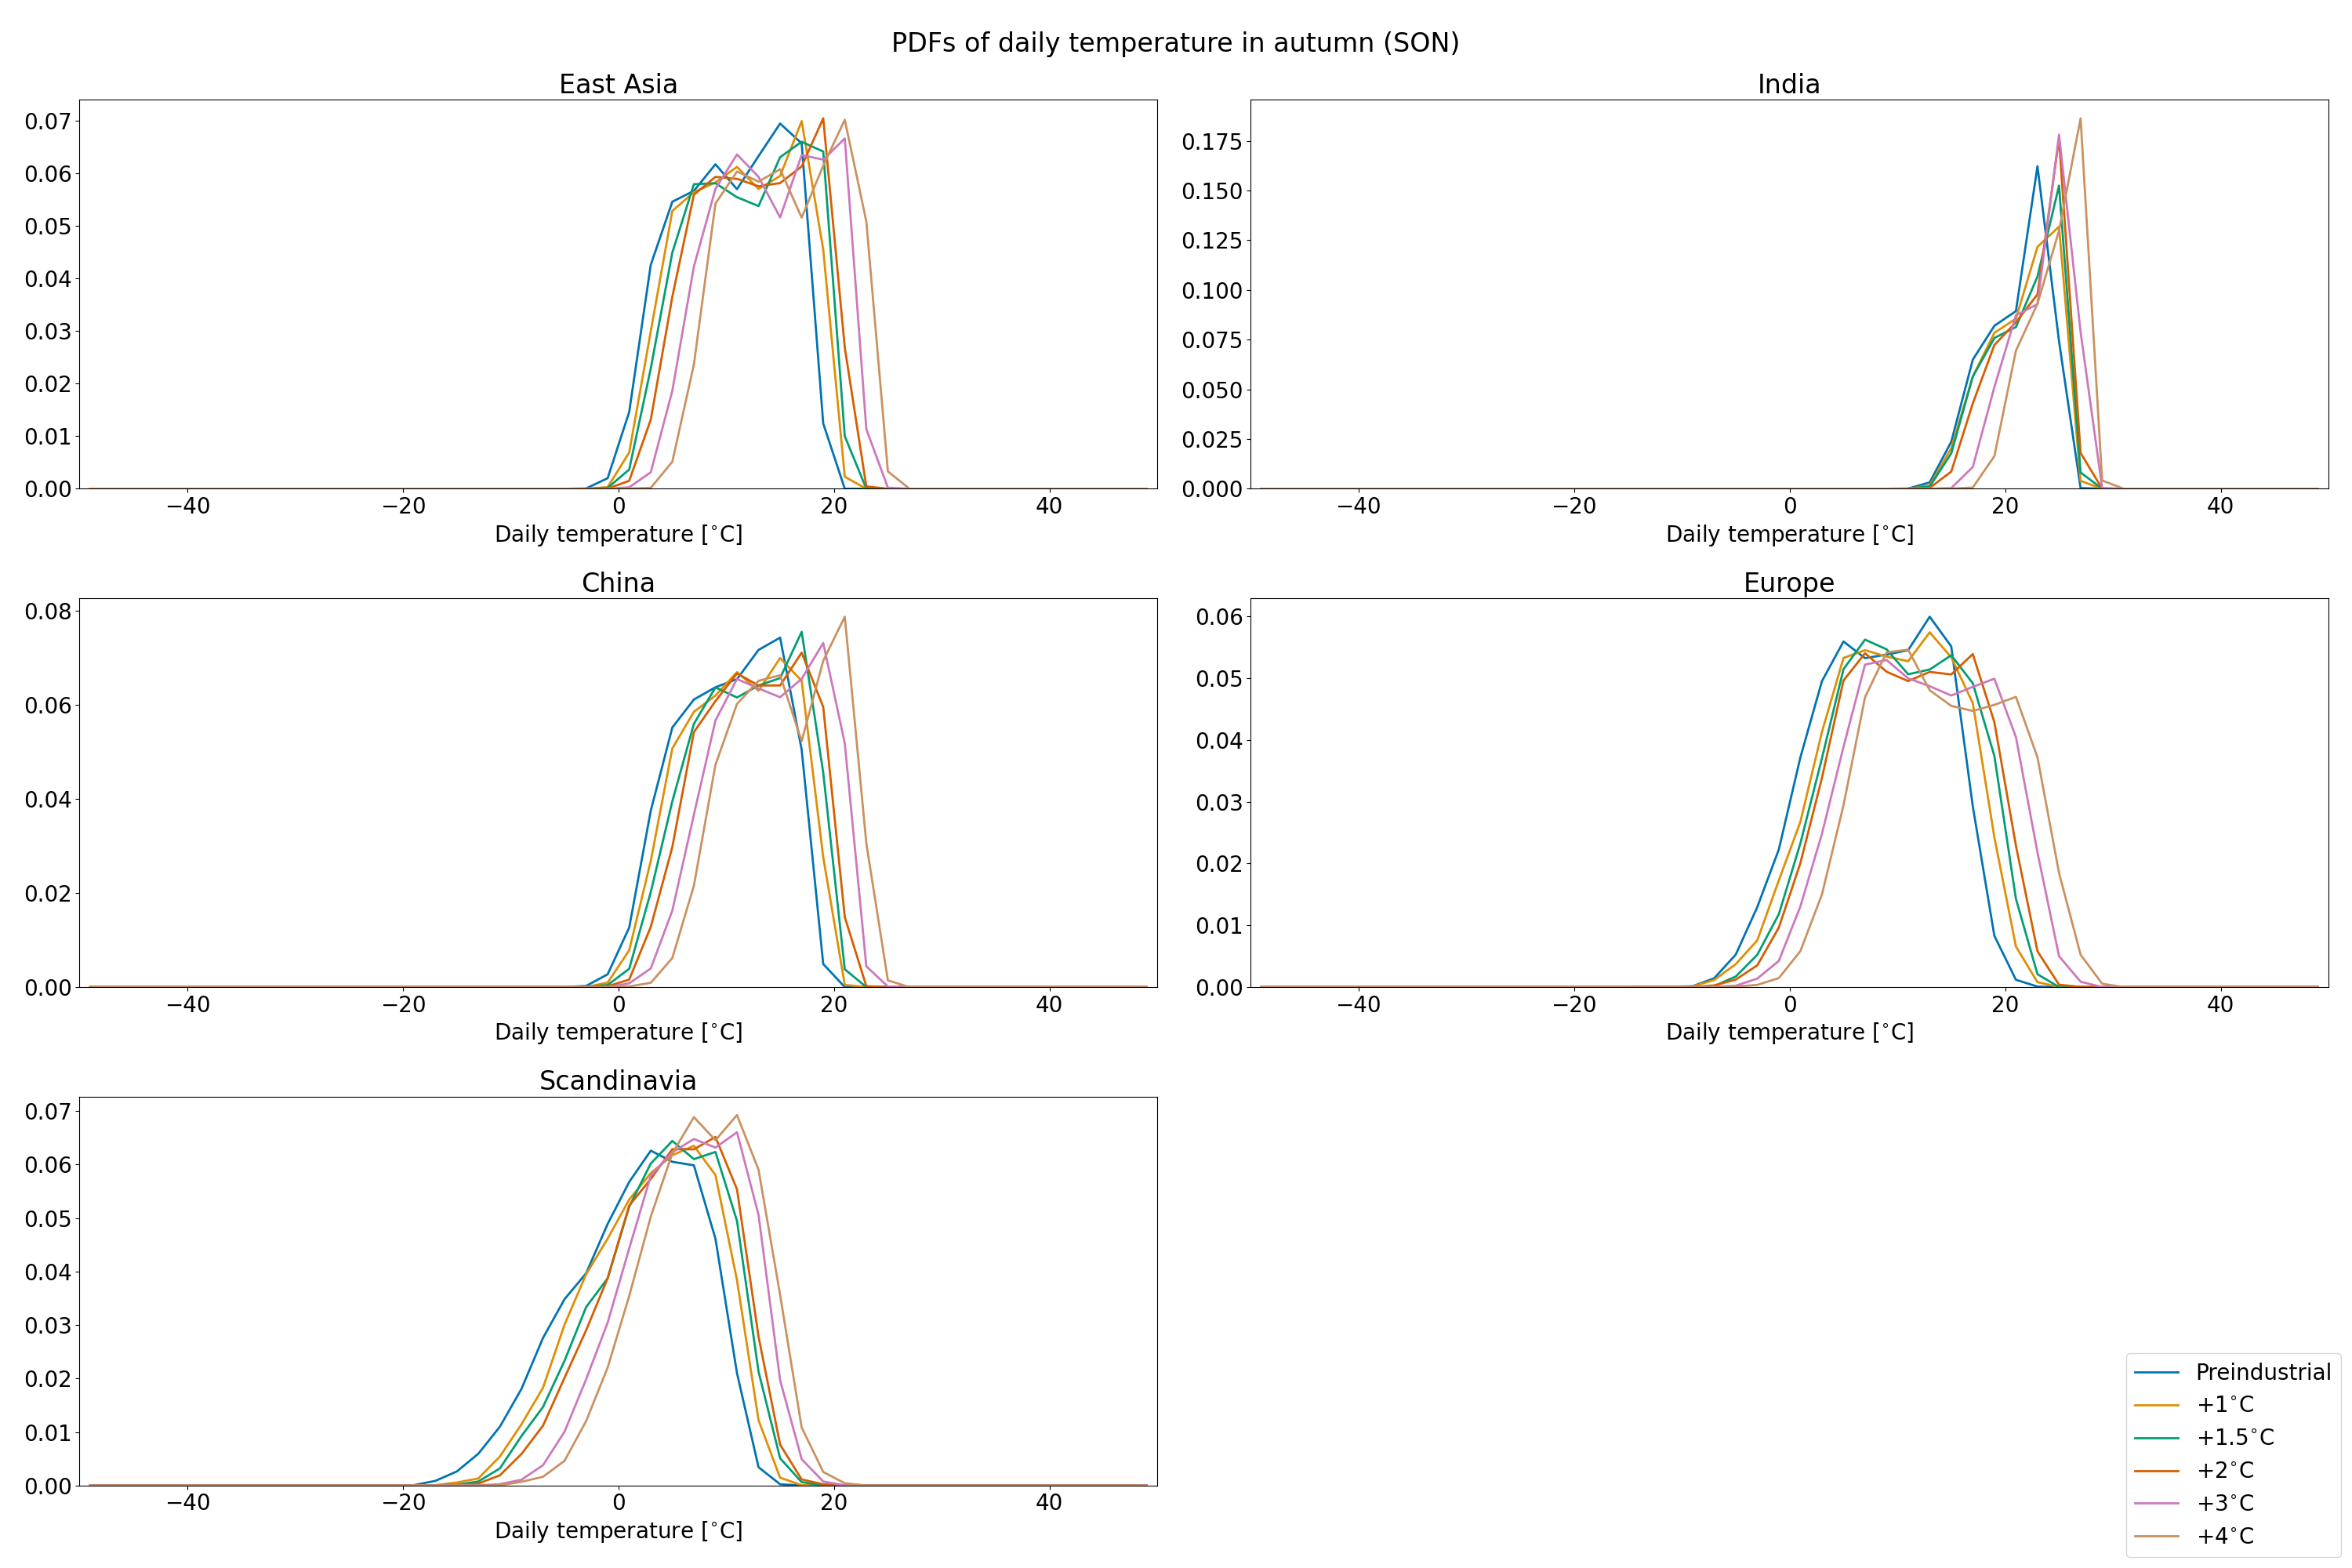 PDFs of daily temperature in autumn (SON)
East Asia
0.07
0.06
0.05
0.04
0.03
0.02
0.01
0.00
−40 −20 0 20 40
Daily temperature [°C]
India
0.175
0.150
0.125
0.100
0.075
0.050
0.025
0.000
−40 −20 0 20 40
Daily temperature [°C]
China
0.08
0.06
0.04
0.02
0.00
−40 −20 0 20 40
Daily temperature [°C]
Europe
0.06
0.05
0.04
0.03
0.02
0.01
0.00
−40 −20 0 20 40
Daily temperature [°C]
Scandinavia
0.07
0.06
0.05
0.04
0.03
0.02
0.01
0.00
−40 −20 0 20 40
Daily temperature [°C]
Preindustrial
+1°C
+1.5°C
+2°C
+3°C
+4°C